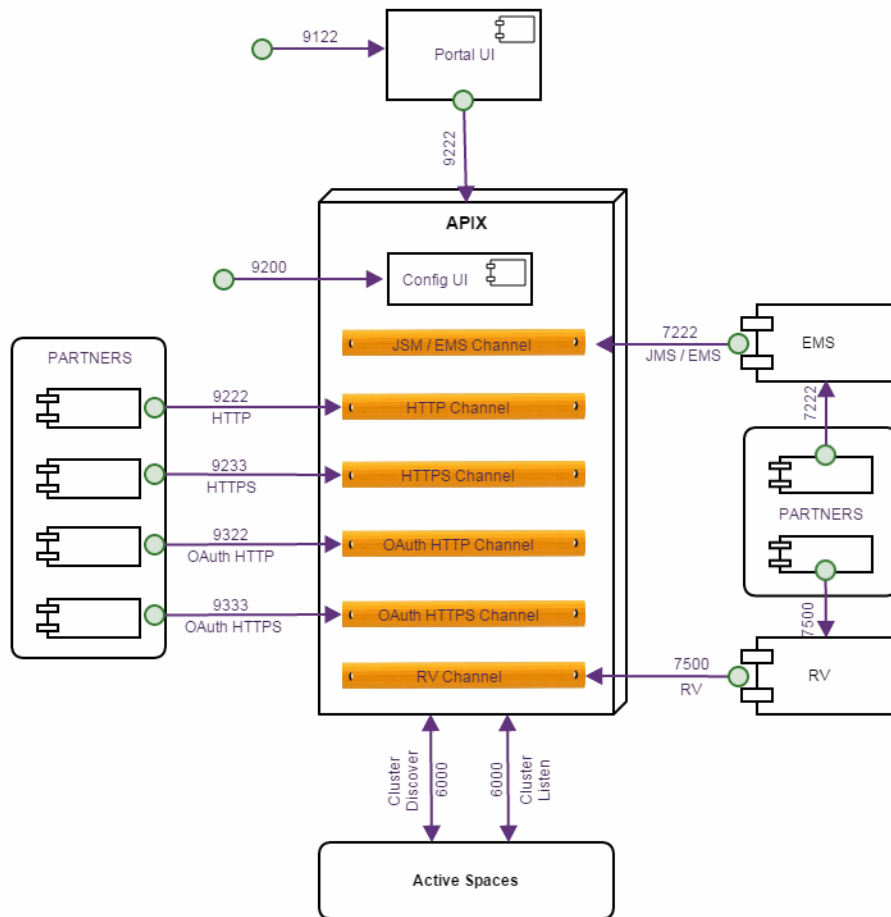 9122
Portal UI
9222
APIX
9200
Config UI
PARTNERS
JSM / EMS Channel
7222
JMS / EMS
EMS
9222
HTTP
HTTP Channel
7222
9233
HTTPS
HTTPS Channel
PARTNERS
9322
OAuth HTTP
OAuth HTTP Channel
9333
OAuth HTTPS
OAuth HTTPS Channel
7500
RV Channel
7500
RV
RV
Cluster
Discover
6000
6000
Cluster
Listen
Active Spaces